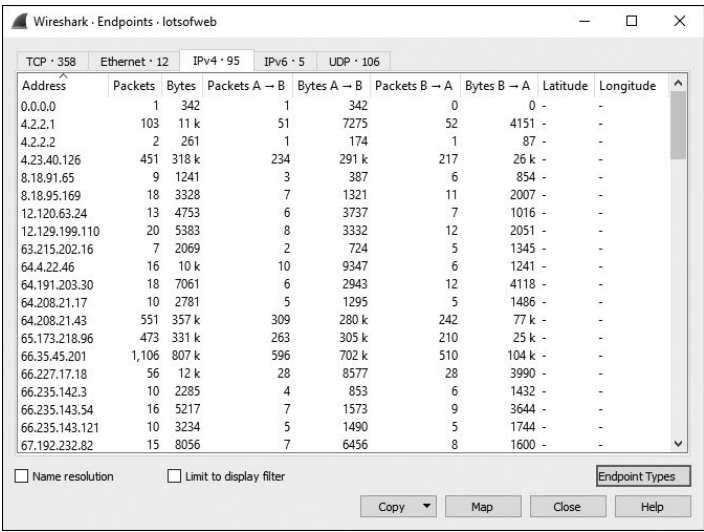 Wireshark · Endpoints · lotsofweb
TCP · 358 Ethernet · 12 IPv4 · 95 IPv6 · 5 UDP · 106
Address Packets Bytes Packets A → B Bytes A → B Packets B → A Bytes B → A Latitude Longitude
0.0.0.0 1 342 1 342 0 0 - -
4.2.2.1 103 11 k 51 7275 52 4151 - -
4.2.2.2 2 261 1 174 1 87 - -
4.23.40.126 451 318 k 234 291 k 217 26 k - -
8.18.91.65 9 1241 3 387 6 854 - -
8.18.95.169 18 3328 7 1321 11 2007 - -
12.120.63.24 13 4753 6 3737 7 1016 - -
12.129.199.110 20 5383 8 3332 12 2051 - -
63.215.202.16 7 2069 2 724 5 1345 - -
64.4.22.46 16 10 k 10 9347 6 1241 - -
64.191.203.30 18 7061 6 2943 12 4118 - -
64.208.21.17 10 2781 5 1295 5 1486 - -
64.208.21.43 551 357 k 309 280 k 242 77 k - -
65.173.218.96 473 331 k 263 305 k 210 25 k - -
66.35.45.201 1,106 807 k 596 702 k 510 104 k - -
66.227.17.18 56 12 k 28 8577 28 3990 - -
66.235.142.3 10 2285 4 853 6 1432 - -
66.235.143.54 16 5217 7 1573 9 3644 - -
66.235.143.121 10 3234 5 1490 5 1744 - -
67.192.232.82 15 8056 7 6456 8 1600 - -
Name resolution Limit to display filter Endpoint Types
Copy Map Close Help